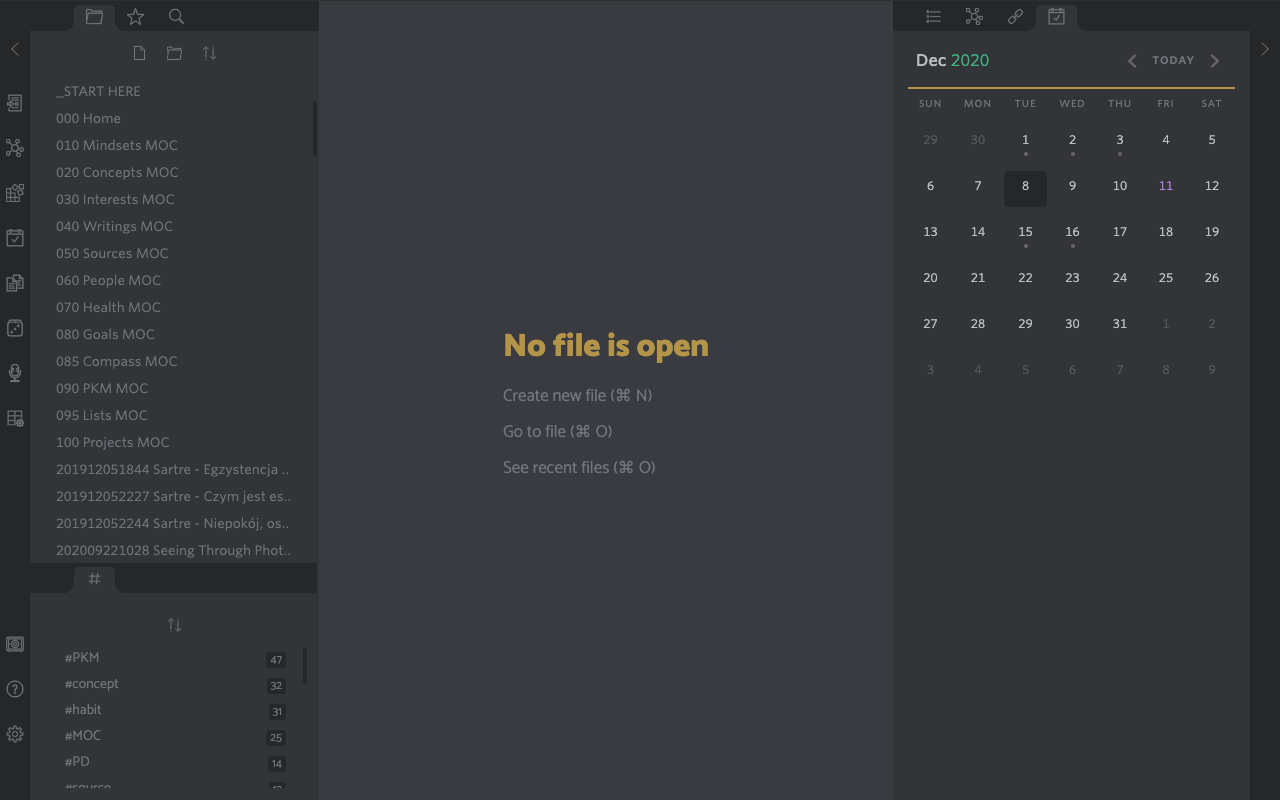 _START HERE
000 Home
010 Mindsets MOC
020 Concepts MOC
030 Interests MOC
040 Writings MOC
050 Sources MOC
060 People MOC
070 Health MOC
080 Goals MOC
085 Compass MOC
090 PKM MOC
095 Lists MOC
100 Projects MOC
201912051844 Sartre - Egzystencja ..
201912052227 Sartre - Czym jest es..
201912052244 Sartre - Niepokój, os..
202009221028 Seeing Through Phot..
#
#PKM 47
#concept 32
#habit 31
#MOC 25
#PD 14
#source
No file is open
Create new file (⌘ N)
Go to file (⌘ O)
See recent files (⌘ O)
Dec 2020
TODAY
SUN MON TUE WED THU FRI SAT
29 30 1 2 3 4 5
6 7 8 9 10 11 12
13 14 15 16 17 18 19
20 21 22 23 24 25 26
27 28 29 30 31 1 2
3 4 5 6 7 8 9